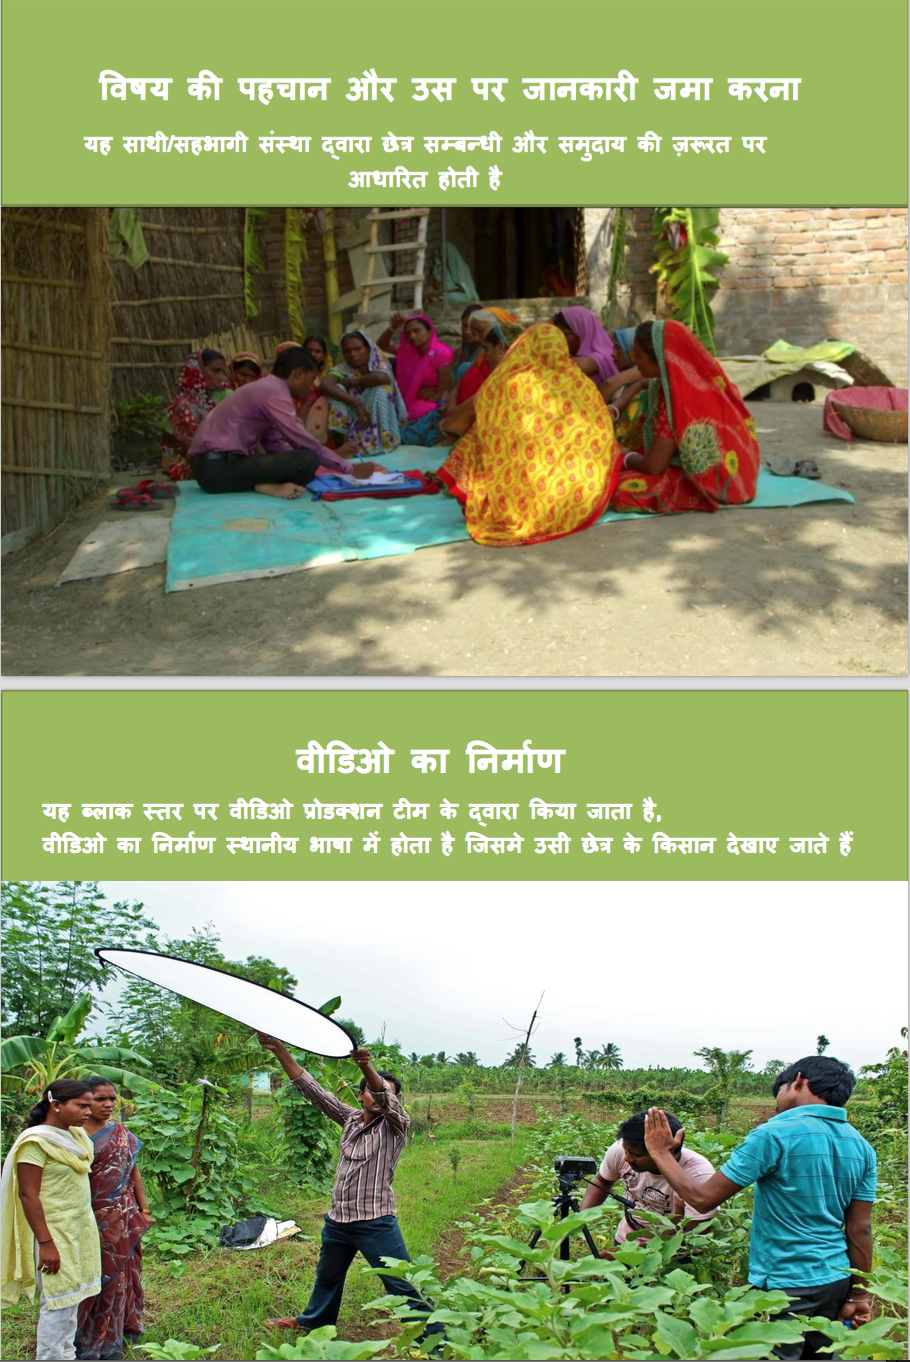 विषय की पहचान और उस पर जानकारी जमा करना
यह साथी/सहभागी संस्था द्वारा छेत्र सम्बन्धी और समुदाय की ज़रूरत पर
आधारित होती है
वीडिओ का निर्माण
यह ब्लाक स्तर पर वीडिओ प्रोडक्शन टीम के द्वारा किया जाता है,
वीडिओ का निर्माण स्थानीय भाषा में होता है जिसमे उसी छेत्र के किसान देखाए जाते हैं